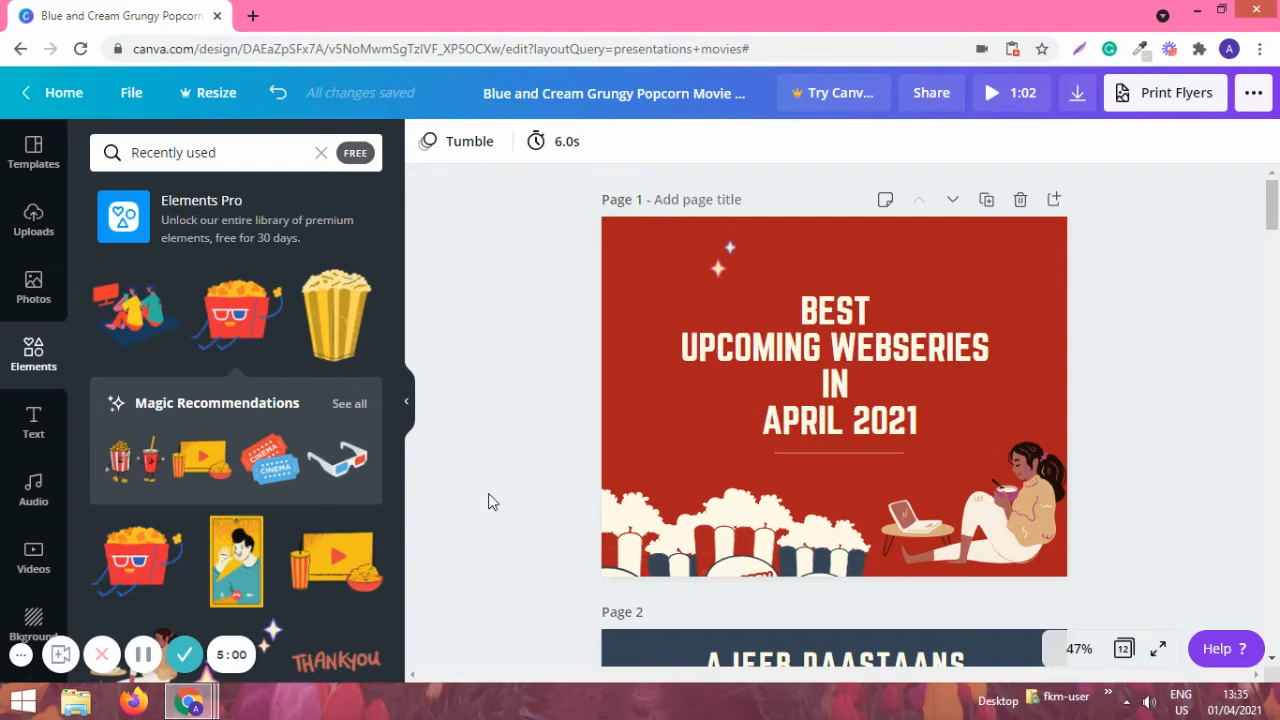 Blue and Cream Grungy Popcorn
canva.com/design/DAEaZpSFx7A/v5NoMwmSgTzlVF_XP5OCXw/edit?layoutQuery=presentations+movies#
A
Home
File
Resize
All changes saved
Blue and Cream Grungy Popcorn Movie ...
Try Canv...
Share
1:02
Print Flyers
Templates
Uploads
Photos
Elements
Text
Audio
Videos
Bkground
Recently used
FREE
Elements Pro
Unlock our entire library of premium
elements, free for 30 days.
Magic Recommendations
See all
CINEMA
CINEMA
THANKYOU
5:00
Tumble
6.0s
Page 1 - Add page title
BEST
UPCOMING WEBSERIES
IN
APRIL 2021
Page 2
AJEEB DAASTAANS
47%
12
Help ?
Desktop
fkm-user
ENG
US
13:35
01/04/2021